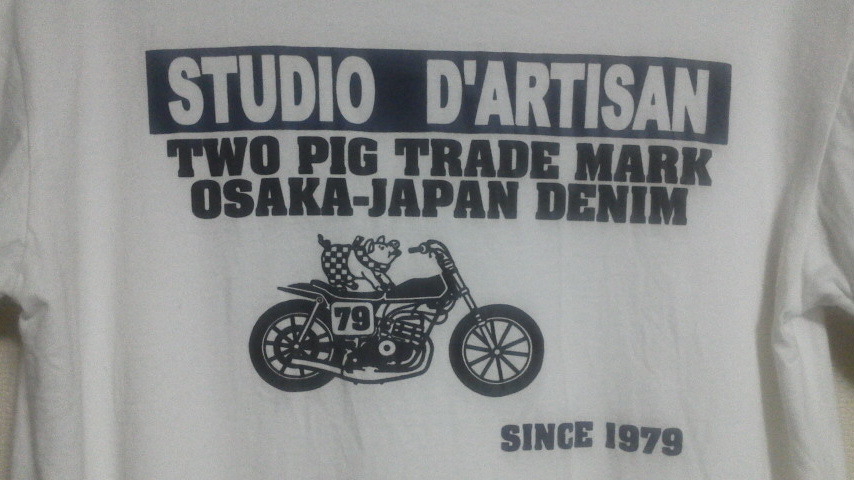 STUDIO D'ARTISAN
TWO PIG TRADE MARK
OSAKA-JAPAN DENIM
79
SINCE 1979